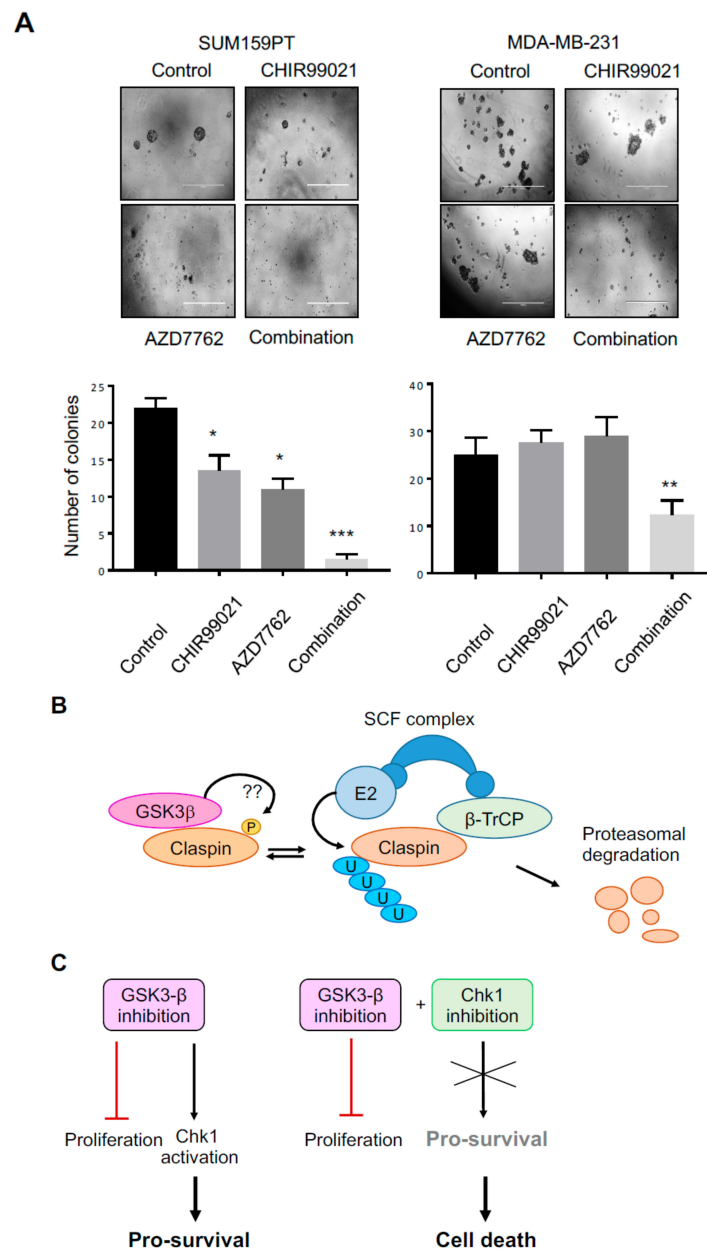 A
SUM159PT
MDA-MB-231
Control
CHIR99021
Control
CHIR99021
AZD7762
Combination
AZD7762
Combination
Number of colonies
25
20
15
10
5
0
*
*
***
Control
CHIR99021
AZD7762
Combination
40
30
20
10
0
**
Control
CHIR99021
AZD7762
Combination
B
SCF complex
GSK3β
??
P
Claspin
E2
β-TrCP
Claspin
U
U
U
U
Proteasomal
degradation
C
GSK3-β
inhibition
GSK3-β
inhibition
+
Chk1
inhibition
Proliferation
Chk1
activation
Proliferation
Pro-survival
Pro-survival
Cell death